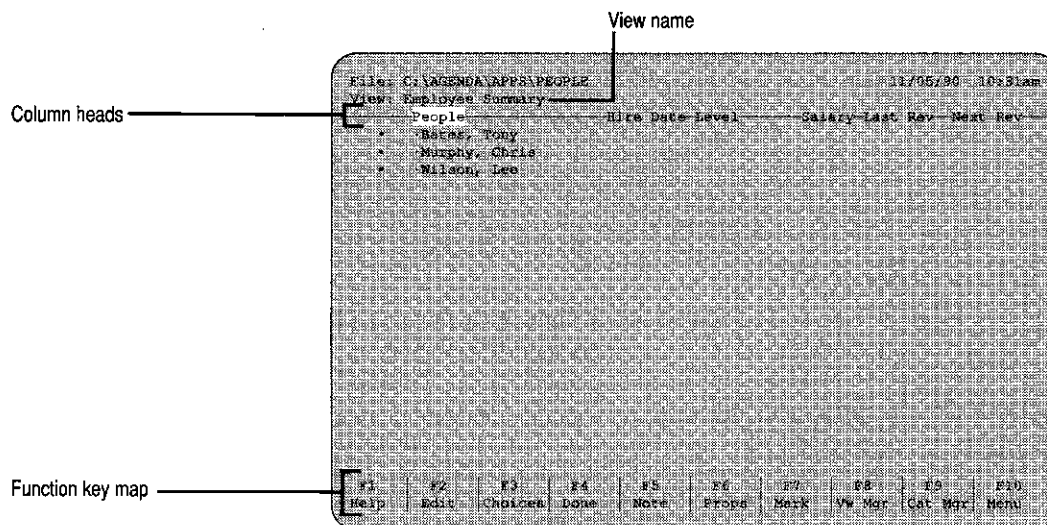 View name
File: C:\AGENDA\APPS\PEOPLE 11/05/90 10:31am
View: Employee Summary
Column heads
People Hire Date Level Salary Last Rev Next Rev
• Bates, Tony
• Murphy, Chris
• Wilson, Leo
Function key map
F1 F2 F3 F4 F5 F6 F7 F8 F9 F10
Help Edit Choices Done Note Props Mark Vw Mgr Cat Mgr Menu